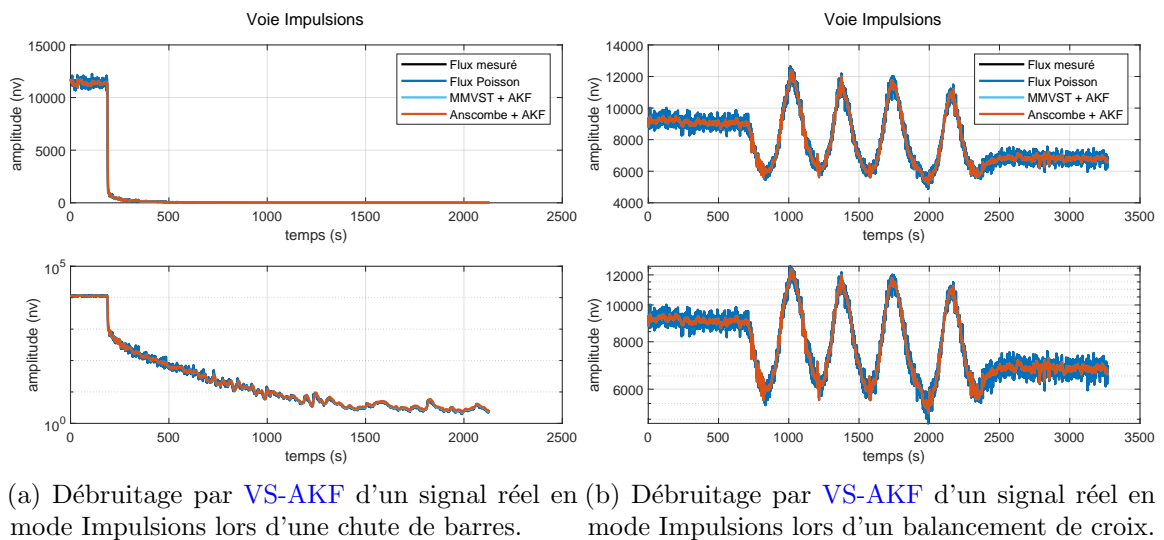 Voie Impulsions
15000
10000
5000
0
amplitude (nv)
0 500 1000 1500 2000 2500
temps (s)
Flux mesuré
Flux Poisson
MMVST + AKF
Anscombe + AKF
10^5
10^0
amplitude (nv)
0 500 1000 1500 2000 2500
temps (s)
(a) Débruitage par VS-AKF d'un signal réel en
mode Impulsions lors d'une chute de barres.
Voie Impulsions
14000
12000
10000
8000
6000
4000
amplitude (nv)
0 500 1000 1500 2000 2500 3000 3500
temps (s)
Flux mesuré
Flux Poisson
MMVST + AKF
Anscombe + AKF
12000
10000
8000
6000
amplitude (nv)
0 500 1000 1500 2000 2500 3000 3500
temps (s)
(b) Débruitage par VS-AKF d'un signal réel en
mode Impulsions lors d'un balancement de croix.